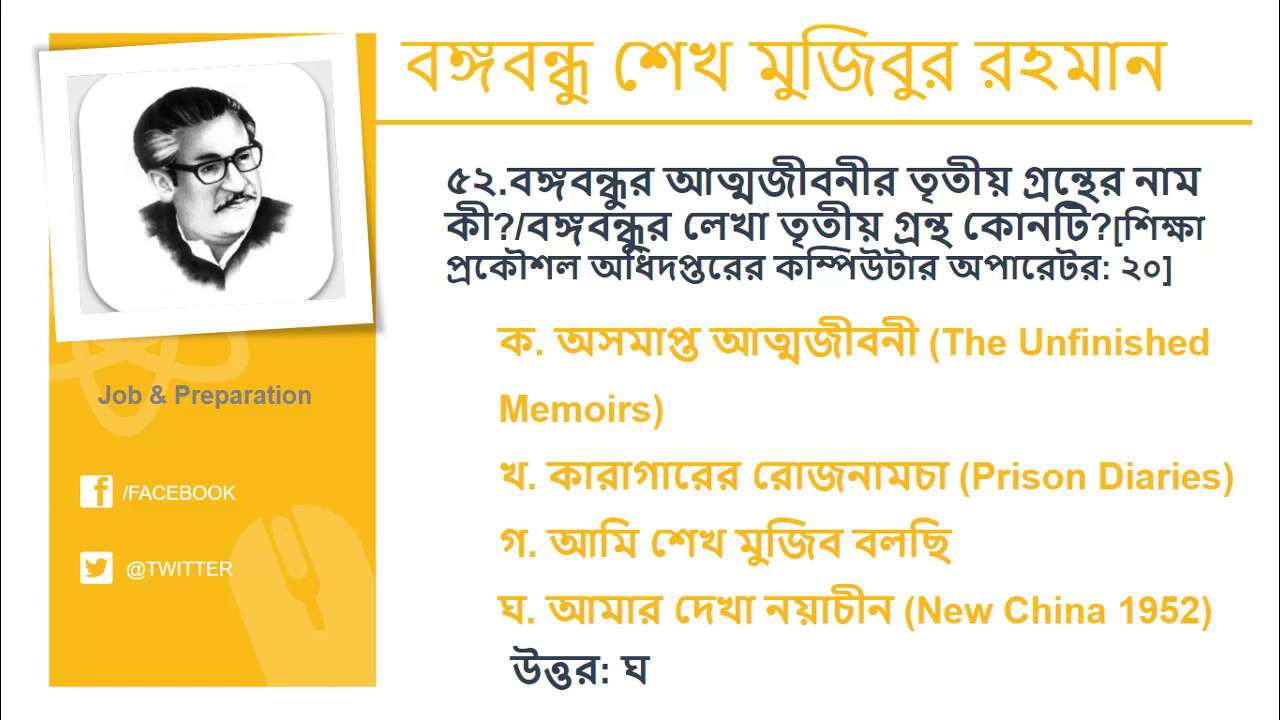 বঙ্গবন্ধু শেখ মুজিবুর রহমান
৫২.বঙ্গবন্ধুর আত্মজীবনীর তৃতীয় গ্রন্থের নাম
কী?/বঙ্গবন্ধুর লেখা তৃতীয় গ্রন্থ কোনটি?[শিক্ষা
প্রকৌশল অধিদপ্তরের কম্পিউটার অপারেটর: ২০]
ক. অসমাপ্ত আত্মজীবনী (The Unfinished
Memoirs)
খ. কারাগারের রোজনামচা (Prison Diaries)
গ. আমি শেখ মুজিব বলছি
ঘ. আমার দেখা নয়াচীন (New China 1952)
উত্তর: ঘ
Job & Preparation
/FACEBOOK
@TWITTER